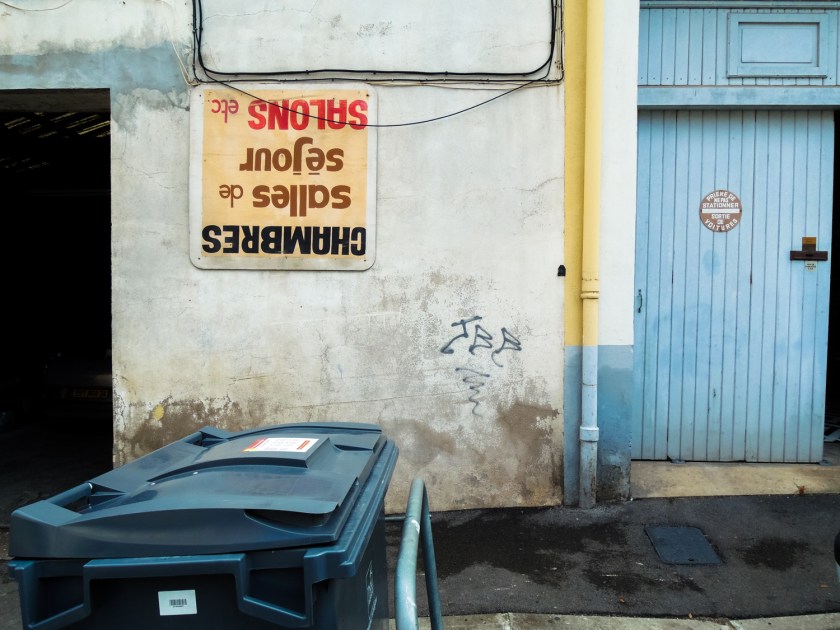 CHAMBRES
salles de
séjour
SALONS etc
PRIERE DE
NE PAS
STATIONNER
SORTIE
DE
VOITURES